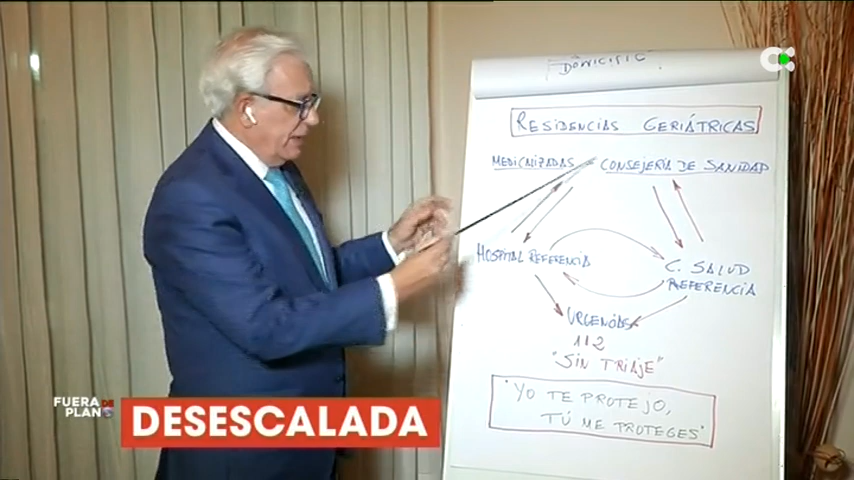 DOMICILIO
RESIDENCIAS GERIÁTRICAS
MEDICALIZADAS CONSEJERÍA DE SANIDAD
HOSPITAL REFERENCIA
C. SALUD
REFERENCIA
URGENCIAS
112
"SIN TRIAJE"
"YO TE PROTEJO,
TÚ ME PROTEGES"
FUERA DE
PLANO
DESESCALADA